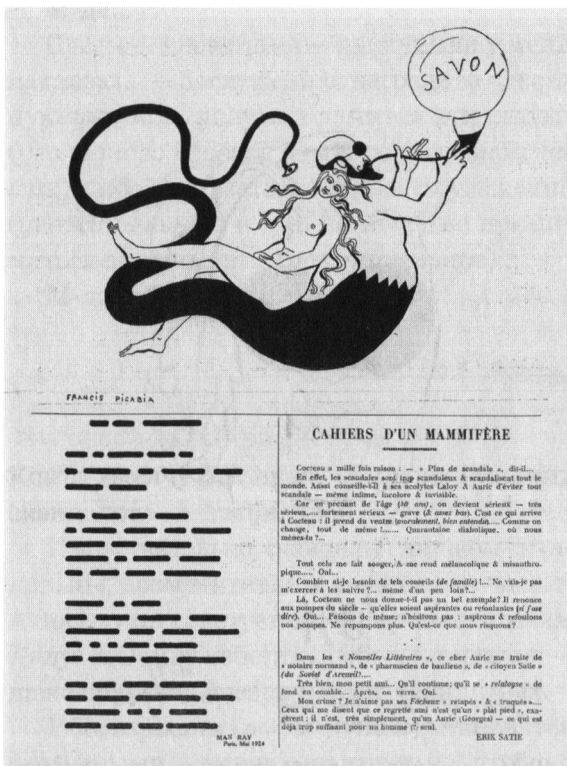 SAVON
FRANCIS PICABIA
MAN RAY
Paris, Mai 1924
CAHIERS D'UN MAMMIFÈRE
Cocteau a mille fois raison : — « Plus de scandale », dit-il...
En effet, les scandales sont trop scandaleux & scandalisent tout le
monde. Aussi conseille-t-il à ses acolytes Laloy & Auric d'éviter tout
scandale — même intime, incolore & invisible.
Car en prenant de l'âge (30 ans), on devient sérieux — très
sérieux,... fortement sérieux — grave (& assez bas). C'est ce qui arrive
à Cocteau : il prend du ventre (moralement, bien entendu).... Comme on
change, tout de même !...... Quarantaine diabolique, où nous
mènes-tu ?...
Tout cela me fait songer, & me rend mélancolique & misanthro-
pique..... Oui...
Combien ai-je besoin de tels conseils (de famille) !... Ne vais-je pas
m'exercer à les suivre ?... même d'un peu loin ?...
Là, Cocteau ne nous donne-t-il pas un bel exemple? Il renonce
aux pompes du siècle — qu'elles soient aspirantes ou refoulantes (si j'ose
dire). Oui... Faisons de même; n'hésitons pas : aspirons & refoulons
nos pompes. Ne repompons plus. Qu'est-ce que nous risquons ?
Dans les « Nouvelles Littéraires », ce cher Auric me traite de
« notaire normand », de « pharmacien de banlieue », de « citoyen Satie »
(du Soviet d'Arcueil)....
Très bien, mon petit ami... Qu'il continue; qu'il se « relaloge » de
fond en comble... Après, on verra. Oui.
Mon crime ? Je n'aime pas ses Fâcheux « retapés » & « truqués »....
Ceux qui me disent que ce regretté ami n'est qu'un « plat pied », exa-
gèrent : il n'est, très simplement, qu'un Auric (Georges) — ce qui est
déjà trop suffisant pour un homme (?) seul.
ERIK SATIE